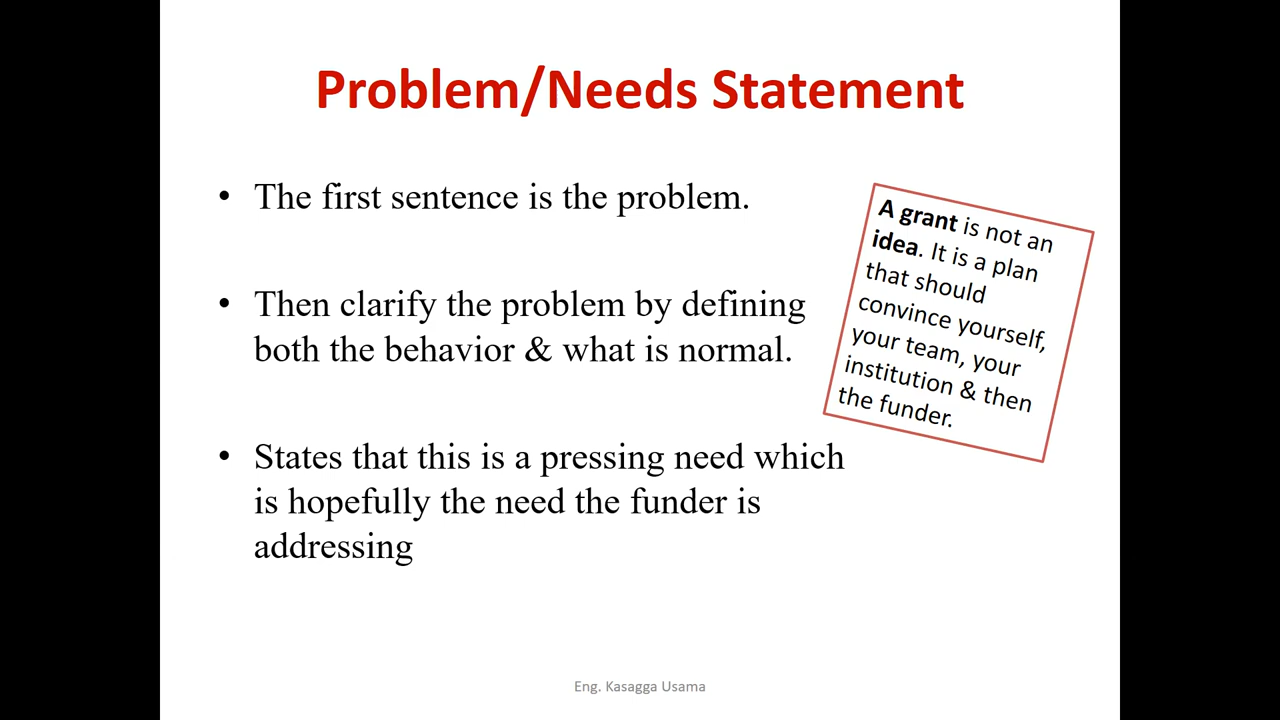 Problem/Needs Statement
• The first sentence is the problem.
• Then clarify the problem by defining
both the behavior & what is normal.
• States that this is a pressing need which
is hopefully the need the funder is
addressing
A grant is not an
idea. It is a plan
that should
convince yourself,
your team, your
institution & then
the funder.
Eng. Kasagga Usama